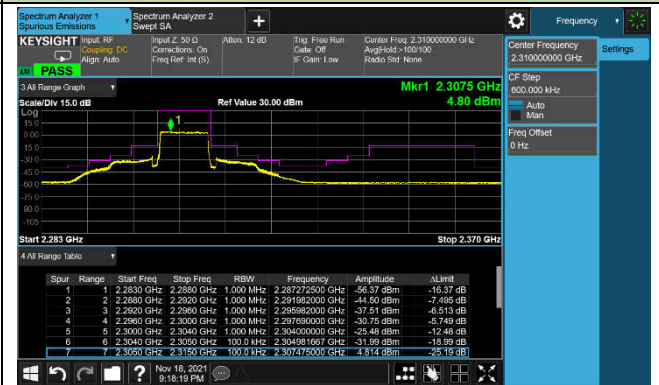 Spectrum Analyzer 1
Spurious Emissions
Spectrum Analyzer 2
Swept SA
Frequency
KEYSIGHT
Input: RF
Coupling: DC
Align: Auto
Input Z: 50 Ω
Corrections: On
Freq Ref: Int (S)
Atten: 12 dB
Trig: Free Run
Gate: Off
IF Gain: Low
Center Freq: 2.310000000 GHz
Avg|Hold:>100/100
Radio Std: None
PASS
Center Frequency
2.310000000 GHz
Settings
CF Step
600.000 kHz
Auto
Man
Freq Offset
0 Hz
3 All Range Graph
Mkr1 2.3075 GHz
Scale/Div 15.0 dB
Ref Value 30.00 dBm
4.80 dBm
Log
15.0
0.00
-15.0
-30.0
-45.0
-60.0
-75.0
-90.0
-105
1
Start 2.283 GHz
Stop 2.370 GHz
4 All Range Table
Spur Range Start Freq Stop Freq RBW Frequency Amplitude ΔLimit
1 1 2.2830 GHz 2.2880 GHz 1.000 MHz 2.287272500 GHz -56.37 dBm -16.37 dB
2 2 2.2880 GHz 2.2920 GHz 1.000 MHz 2.291982000 GHz -44.50 dBm -7.495 dB
3 3 2.2920 GHz 2.2960 GHz 1.000 MHz 2.295982000 GHz -37.51 dBm -6.513 dB
4 4 2.2960 GHz 2.3000 GHz 1.000 MHz 2.297690000 GHz -30.75 dBm -5.749 dB
5 5 2.3000 GHz 2.3040 GHz 1.000 MHz 2.304000000 GHz -25.48 dBm -12.48 dB
6 6 2.3040 GHz 2.3050 GHz 100.0 kHz 2.304981667 GHz -31.99 dBm -18.99 dB
7 7 2.3050 GHz 2.3150 GHz 100.0 kHz 2.307475000 GHz 4.814 dBm -25.19 dB
Nov 18, 2021
9:18:19 PM